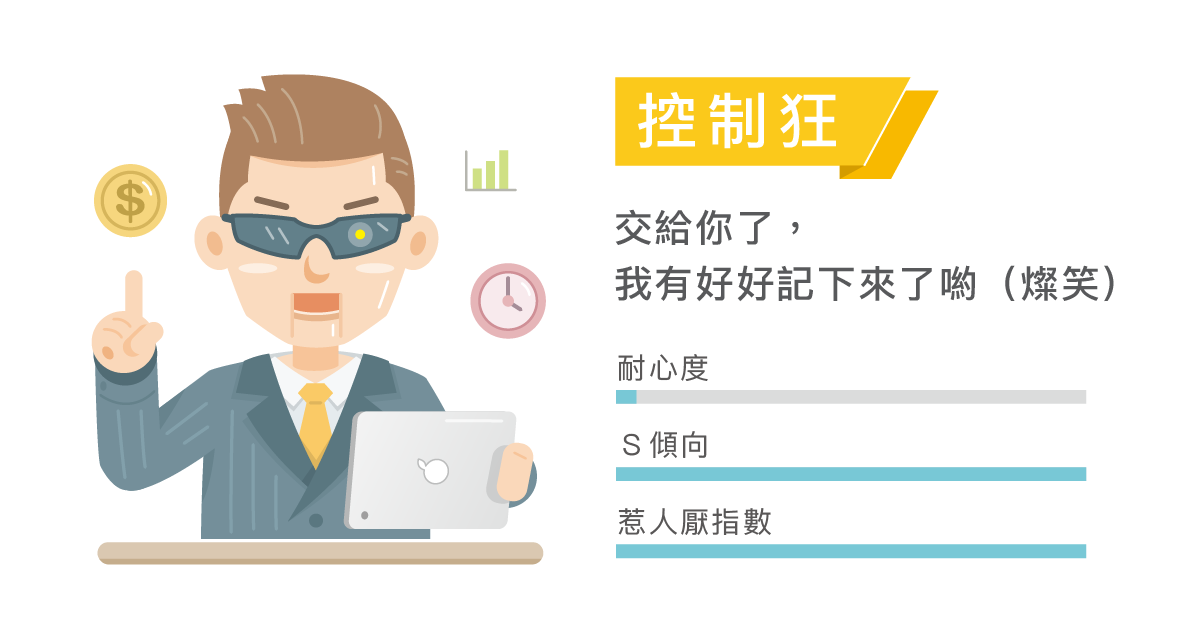 控制狂
交給你了，
我有好好記下來了喲（燦笑）
耐心度
S 傾向
惹人厭指數
$